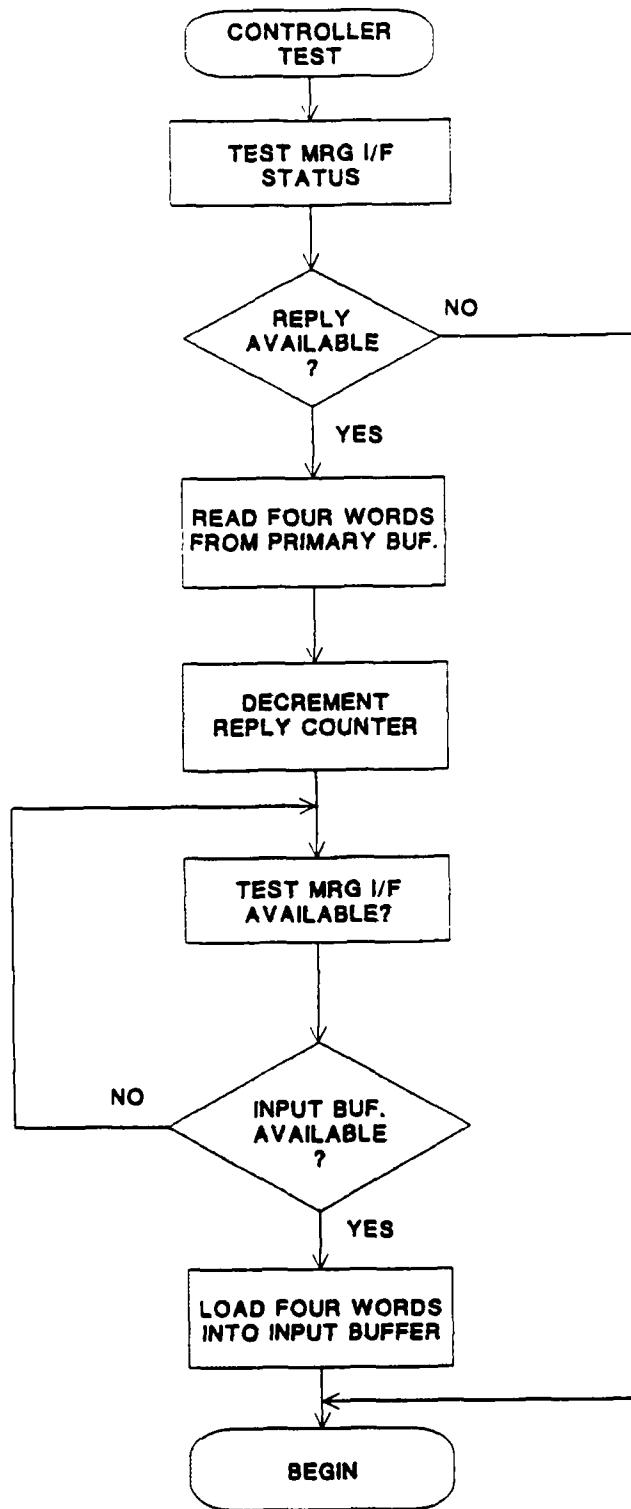 CONTROLLER
TEST
TEST MRG I/F
STATUS
REPLY
AVAILABLE
?
NO
YES
READ FOUR WORDS
FROM PRIMARY BUF.
DECREMENT
REPLY COUNTER
TEST MRG I/F
AVAILABLE?
NO
INPUT BUF.
AVAILABLE
?
YES
LOAD FOUR WORDS
INTO INPUT BUFFER
BEGIN